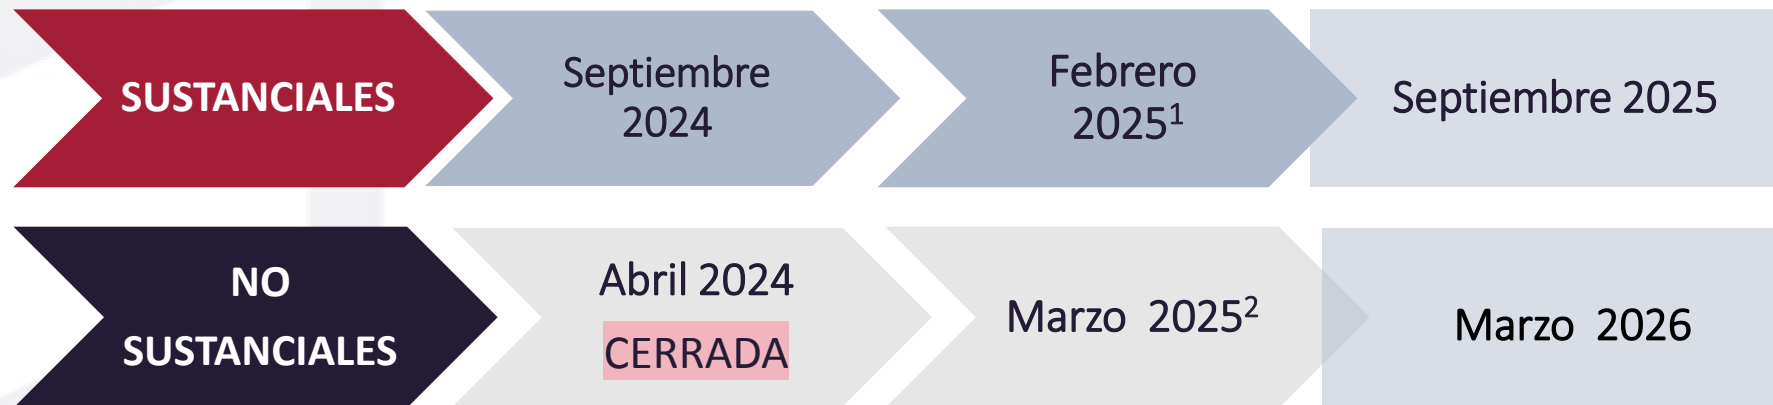 SUSTANCIALES
Septiembre
2024
Febrero
2025¹
Septiembre 2025
NO
SUSTANCIALES
Abril 2024
CERRADA
Marzo  2025²
Marzo  2026